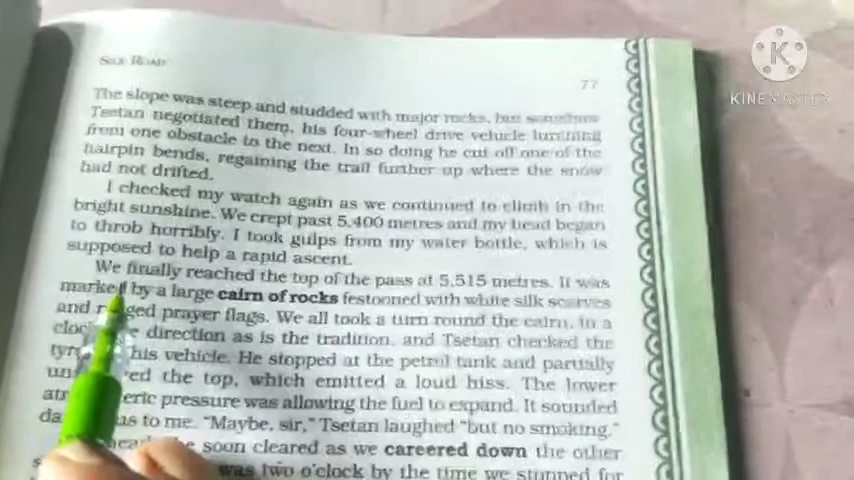 SILK ROAD
77
The slope was steep and studded with major rocks, but somehow
Tsetan negotiated them, his four-wheel drive vehicle lurching
from one obstacle to the next. In so doing he cut off one of the
hairpin bends, regaining the trail further up where the snow
had not drifted.
I checked my watch again as we continued to climb in the
bright sunshine. We crept past 5,400 metres and my head began
to throb horribly. I took gulps from my water bottle, which is
supposed to help a rapid ascent.
We finally reached the top of the pass at 5,515 metres. It was
marked by a large cairn of rocks festooned with white silk scarves
and prayer flags. We all took a turn round the cairn, in a
direction as is the tradition, and Tsetan checked the
his vehicle. He stopped at the petrol tank and partially
the top, which emitted a loud hiss. The lower
pressure was allowing the fuel to expand. It sounded
to me. "Maybe, sir," Tsetan laughed "but no smoking."
soon cleared as we careered down the other
was two o'clock by the time we stopped for
KINEMASTER